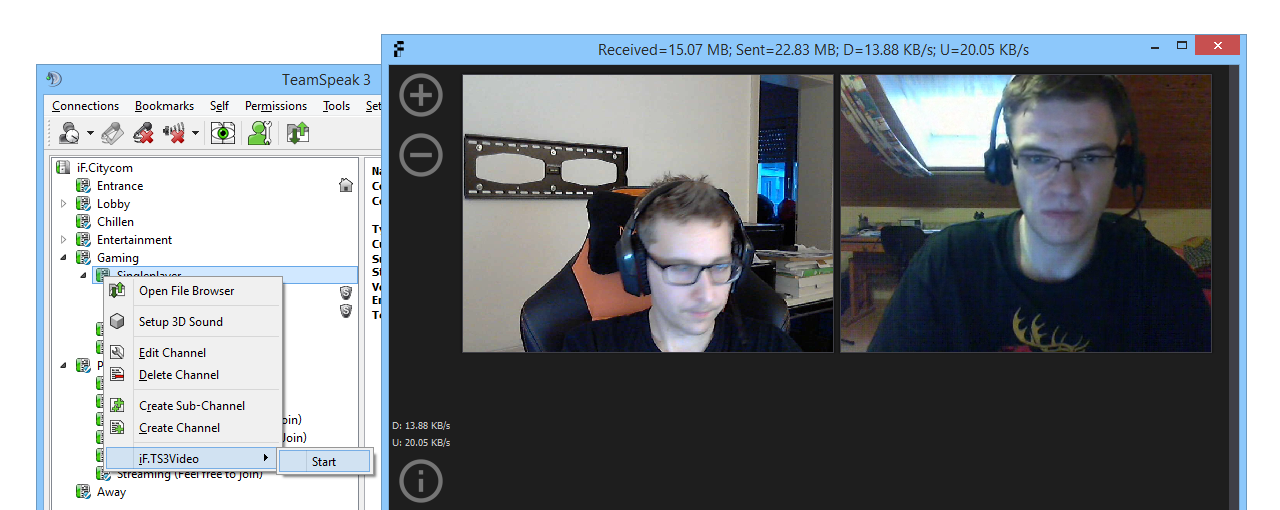 TeamSpeak 3
Connections Bookmarks Self Permissions Tools Set
iF.Citycom
Entrance
Lobby
Chillen
Entertainment
Gaming
Singleplayer
Open File Browser
Setup 3D Sound
Edit Channel
Delete Channel
Create Sub-Channel
Create Channel
iF.TS3Video
Start
Streaming (Feel free to join)
Away
Received=15.07 MB; Sent=22.83 MB; D=13.88 KB/s; U=20.05 KB/s
D: 13.88 KB/s
U: 20.05 KB/s